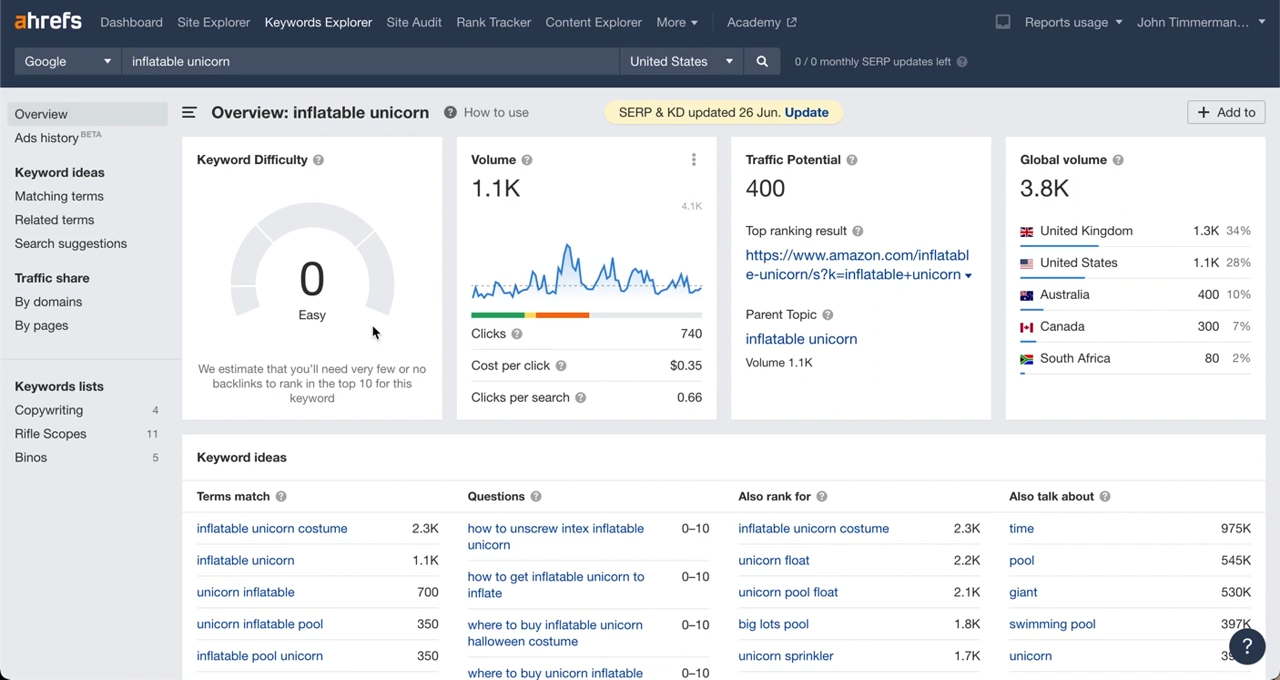 ahrefs Dashboard Site Explorer Keywords Explorer Site Audit Rank Tracker Content Explorer More Academy Reports usage John Timmerman...
Google inflatable unicorn United States 0 / 0 monthly SERP updates left
Overview
Ads history BETA
Keyword ideas
Matching terms
Related terms
Search suggestions
Traffic share
By domains
By pages
Keywords lists
Copywriting 4
Rifle Scopes 11
Binos 5
Overview: inflatable unicorn How to use SERP & KD updated 26 Jun. Update + Add to
Keyword Difficulty
0
Easy
We estimate that you'll need very few or no
backlinks to rank in the top 10 for this
keyword
Volume
1.1K
4.1K
Clicks 740
Cost per click $0.35
Clicks per search 0.66
Traffic Potential
400
Top ranking result
https://www.amazon.com/inflatabl
e-unicorn/s?k=inflatable+unicorn
Parent Topic
inflatable unicorn
Volume 1.1K
Global volume
3.8K
United Kingdom 1.3K 34%
United States 1.1K 28%
Australia 400 10%
Canada 300 7%
South Africa 80 2%
Keyword ideas
Terms match
inflatable unicorn costume 2.3K
inflatable unicorn 1.1K
unicorn inflatable 700
unicorn inflatable pool 350
inflatable pool unicorn 350
Questions
how to unscrew intex inflatable 0–10
unicorn
how to get inflatable unicorn to 0–10
inflate
where to buy inflatable unicorn 0–10
halloween costume
where to buy unicorn inflatable 0–10
Also rank for
inflatable unicorn costume 2.3K
unicorn float 2.2K
unicorn pool float 2.1K
big lots pool 1.8K
unicorn sprinkler 1.7K
Also talk about
time 975K
pool 545K
giant 530K
swimming pool 397K
unicorn
?